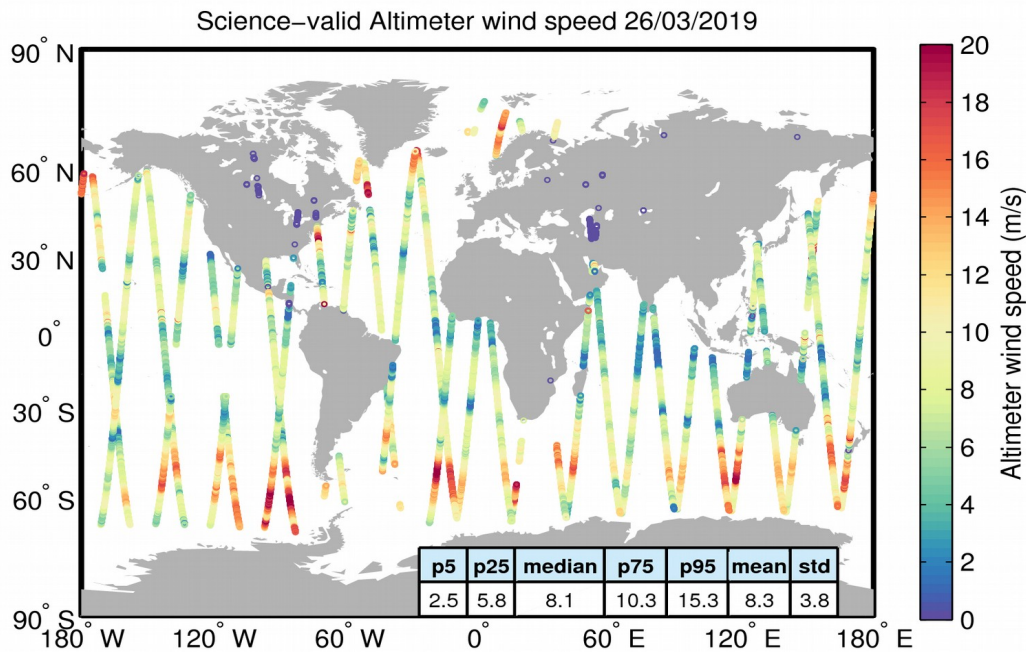 Science−valid Altimeter wind speed 26/03/2019
90° N
60° N
30° N
0°
30° S
60° S
90° S
180° W
120° W
60° W
0°
60° E
120° E
180° E
p5 p25 median p75 p95 mean std
2.5 5.8 8.1 10.3 15.3 8.3 3.8
20
18
16
14
12
10
8
6
4
2
0
Altimeter wind speed (m/s)